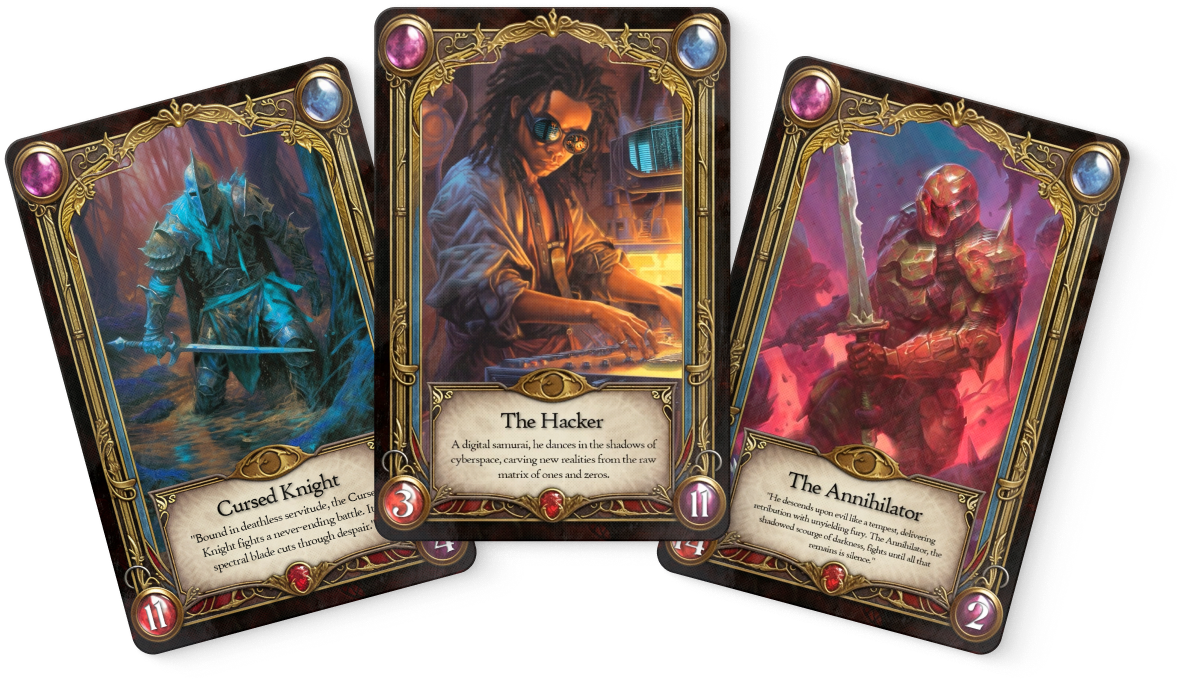 Cursed Knight
"Bound in deathless servitude, the Curse
Knight fights a never-ending battle. It
spectral blade cuts through despair."
11
4
The Hacker
A digital samurai, he dances in the shadows of
cyberspace, carving new realities from the raw
matrix of ones and zeros.
3
11
The Annihilator
"He descends upon evil like a tempest, delivering
retribution with unyielding fury. The Annihilator, the
shadowed scourge of darkness, fights until all that
remains is silence."
14
2